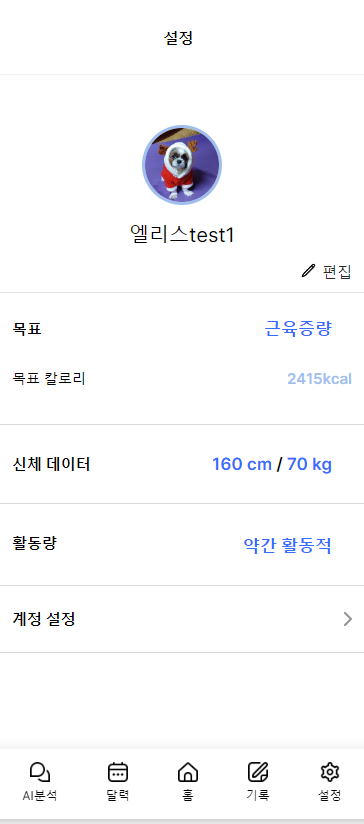 설정
엘리스test1
편집
목표 근육증량
목표 칼로리 2415kcal
신체 데이터 160 cm / 70 kg
활동량 약간 활동적
계정 설정
AI분석 달력 홈 기록 설정